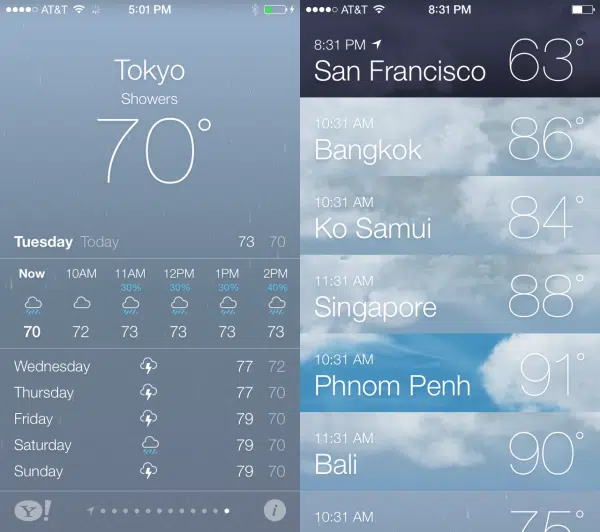 AT&T 5:01 PM
Tokyo
Showers
70°
Tuesday Today 73 70
Now 10AM 11AM 12PM 1PM 2PM
30% 30% 30% 40%
70 72 73 73 73 73
Wednesday 77 72
Thursday 77 70
Friday 79 70
Saturday 79 70
Sunday 79 70
Y! i
AT&T 8:31 PM
8:31 PM
San Francisco 63°
10:31 AM
Bangkok 86°
10:31 AM
Ko Samui 84°
11:31 AM
Singapore 88°
10:31 AM
Phnom Penh 91°
11:31 AM
Bali 90°
10:31 AM
75°